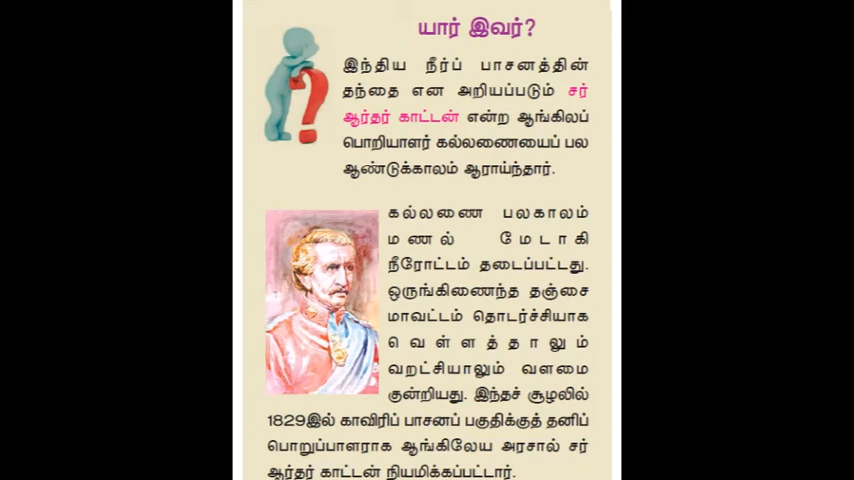 யார் இவர்?
இந்திய நீர்ப் பாசனத்தின்
தந்தை என அறியப்படும் சர்
ஆர்தர் காட்டன் என்ற ஆங்கிலப்
பொறியாளர் கல்லணையைப் பல
ஆண்டுக்காலம் ஆராய்ந்தார்.
கல்லணை பலகாலம்
மணல் மேடாகி
நீரோட்டம் தடைப்பட்டது.
ஒருங்கிணைந்த தஞ்சை
மாவட்டம் தொடர்ச்சியாக
வெள்ளத்தாலும்
வறட்சியாலும் வளமை
குன்றியது. இந்தச் சூழலில்
1829இல் காவிரிப் பாசனப் பகுதிக்குத் தனிப்
பொறுப்பாளராக ஆங்கிலேய அரசால் சர்
ஆர்தர் காட்டன் நியமிக்கப்பட்டார்.